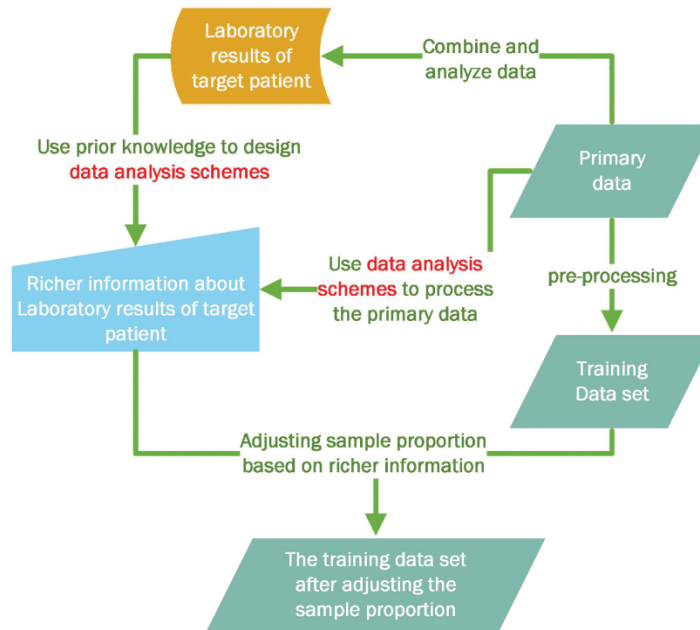 Laboratory
results of
target patient
Combine and
analyze data
Use prior knowledge to design
data analysis schemes
Primary
data
Richer information about
Laboratory results of target
patient
Use data analysis
schemes to process
the primary data
pre-processing
Training
Data set
Adjusting sample proportion
based on richer information
The training data set
after adjusting the
sample proportion